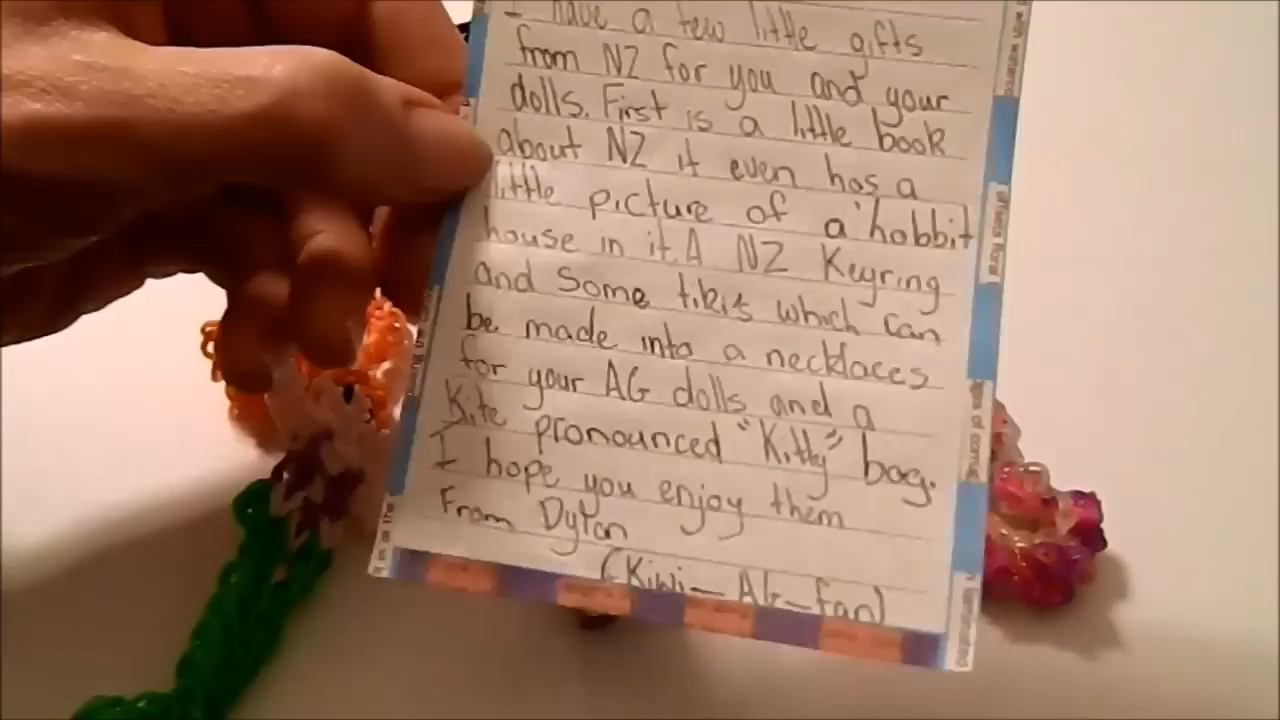 I have a few little gifts
from NZ for you and your
dolls. First is a little book
about NZ it even has a
little picture of a hobbit
house in it. A NZ Keyring
and some tikis which can
be made into a necklaces
for your AG dolls and a
Kete pronounced "Kitty" bag.
I hope you enjoy them
From Dylan
(Kiwi-AG-fan)